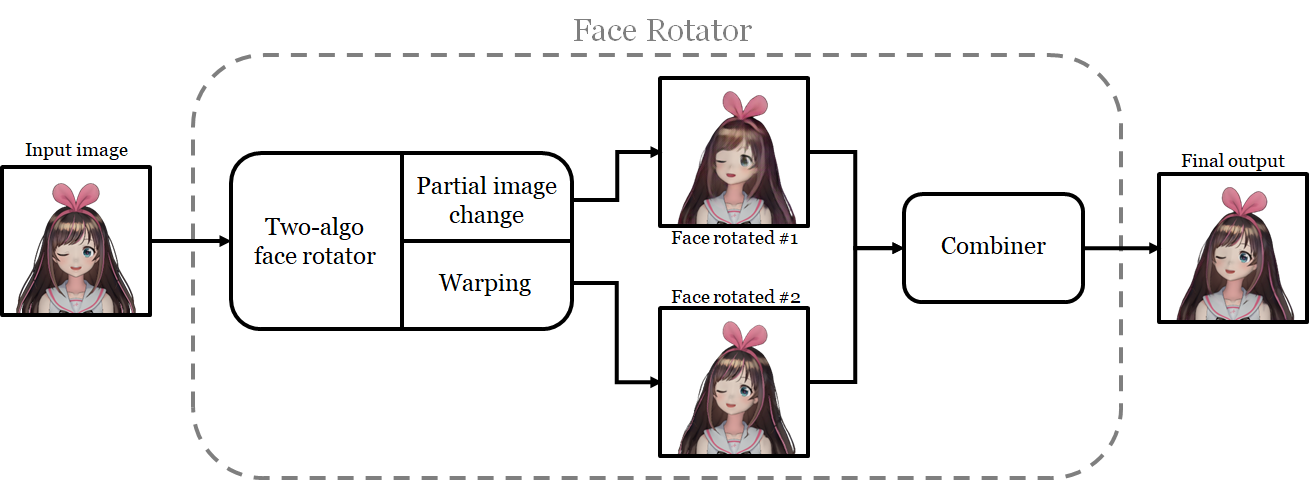 Face Rotator
Input image
Two-algo
face rotator
Partial image
change
Warping
Face rotated #1
Face rotated #2
Combiner
Final output